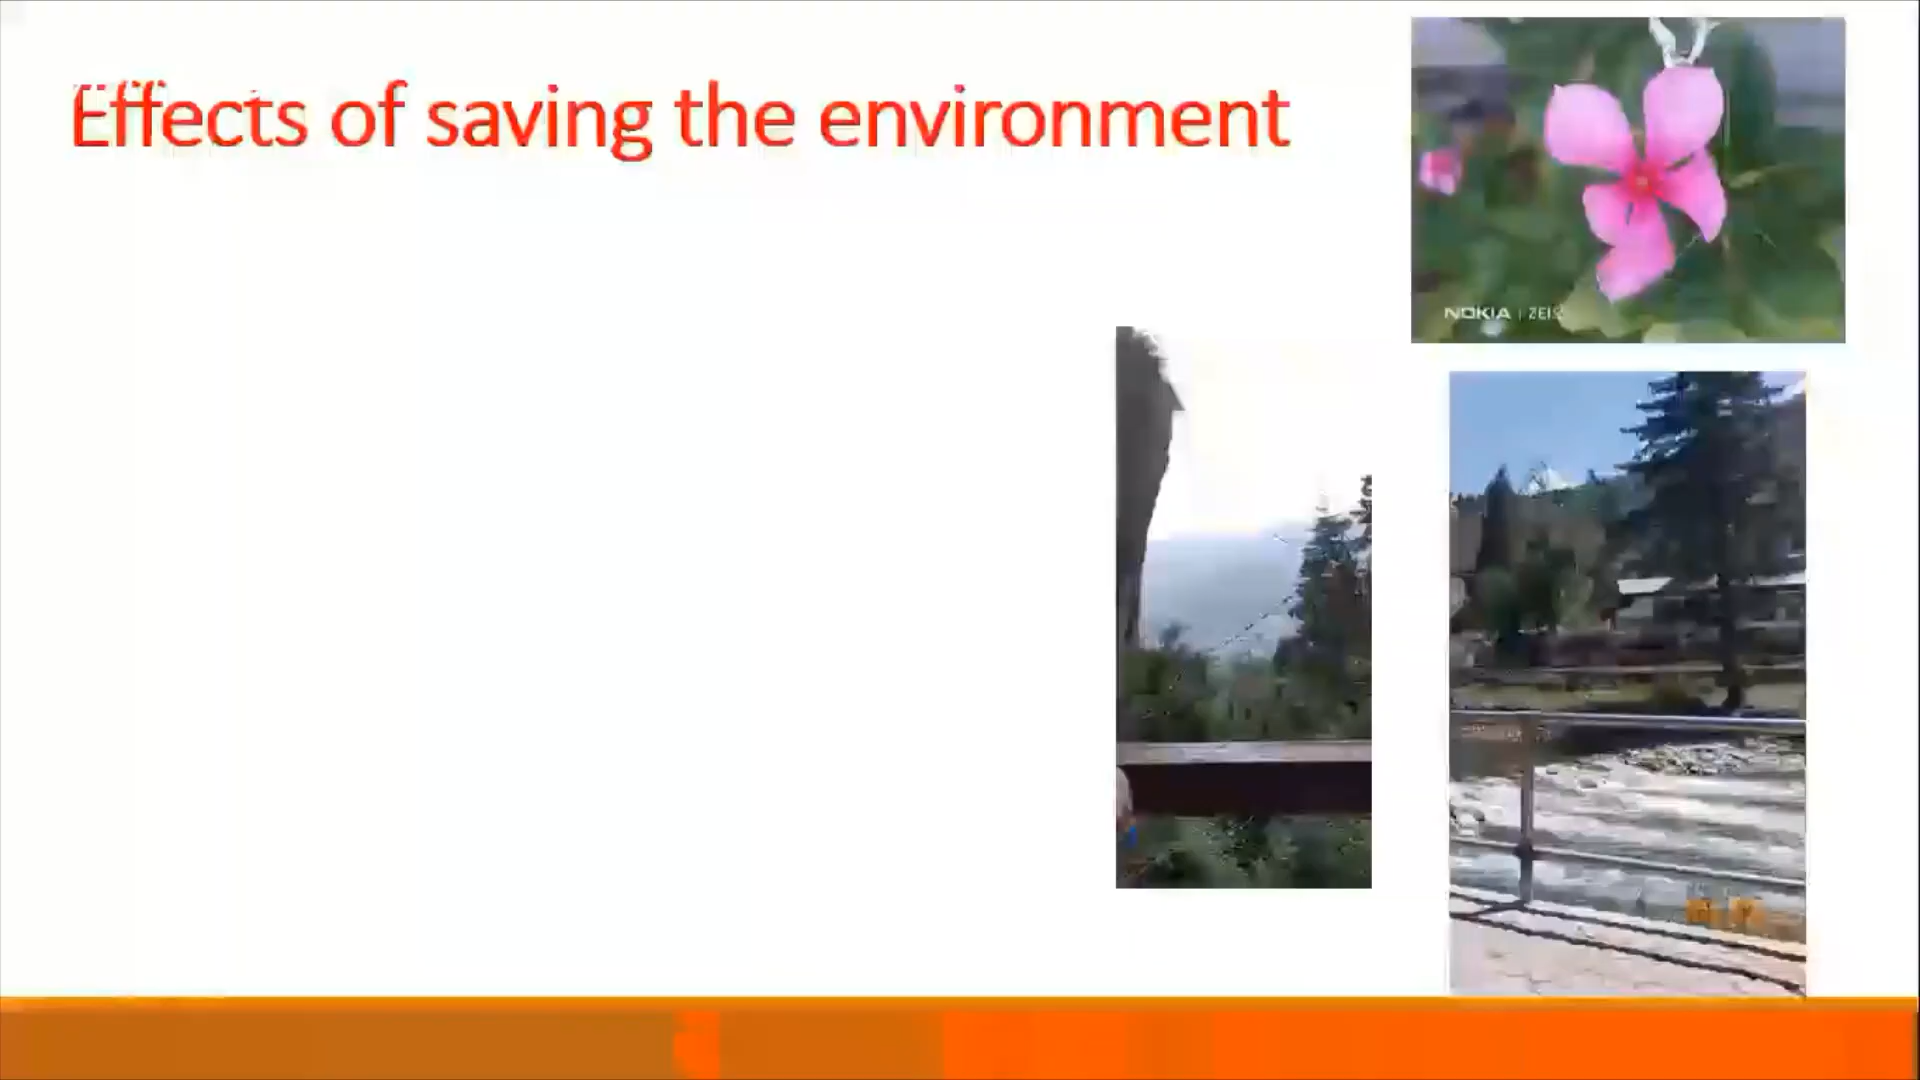 Effects of saving the environment
NOKIA | ZEISS